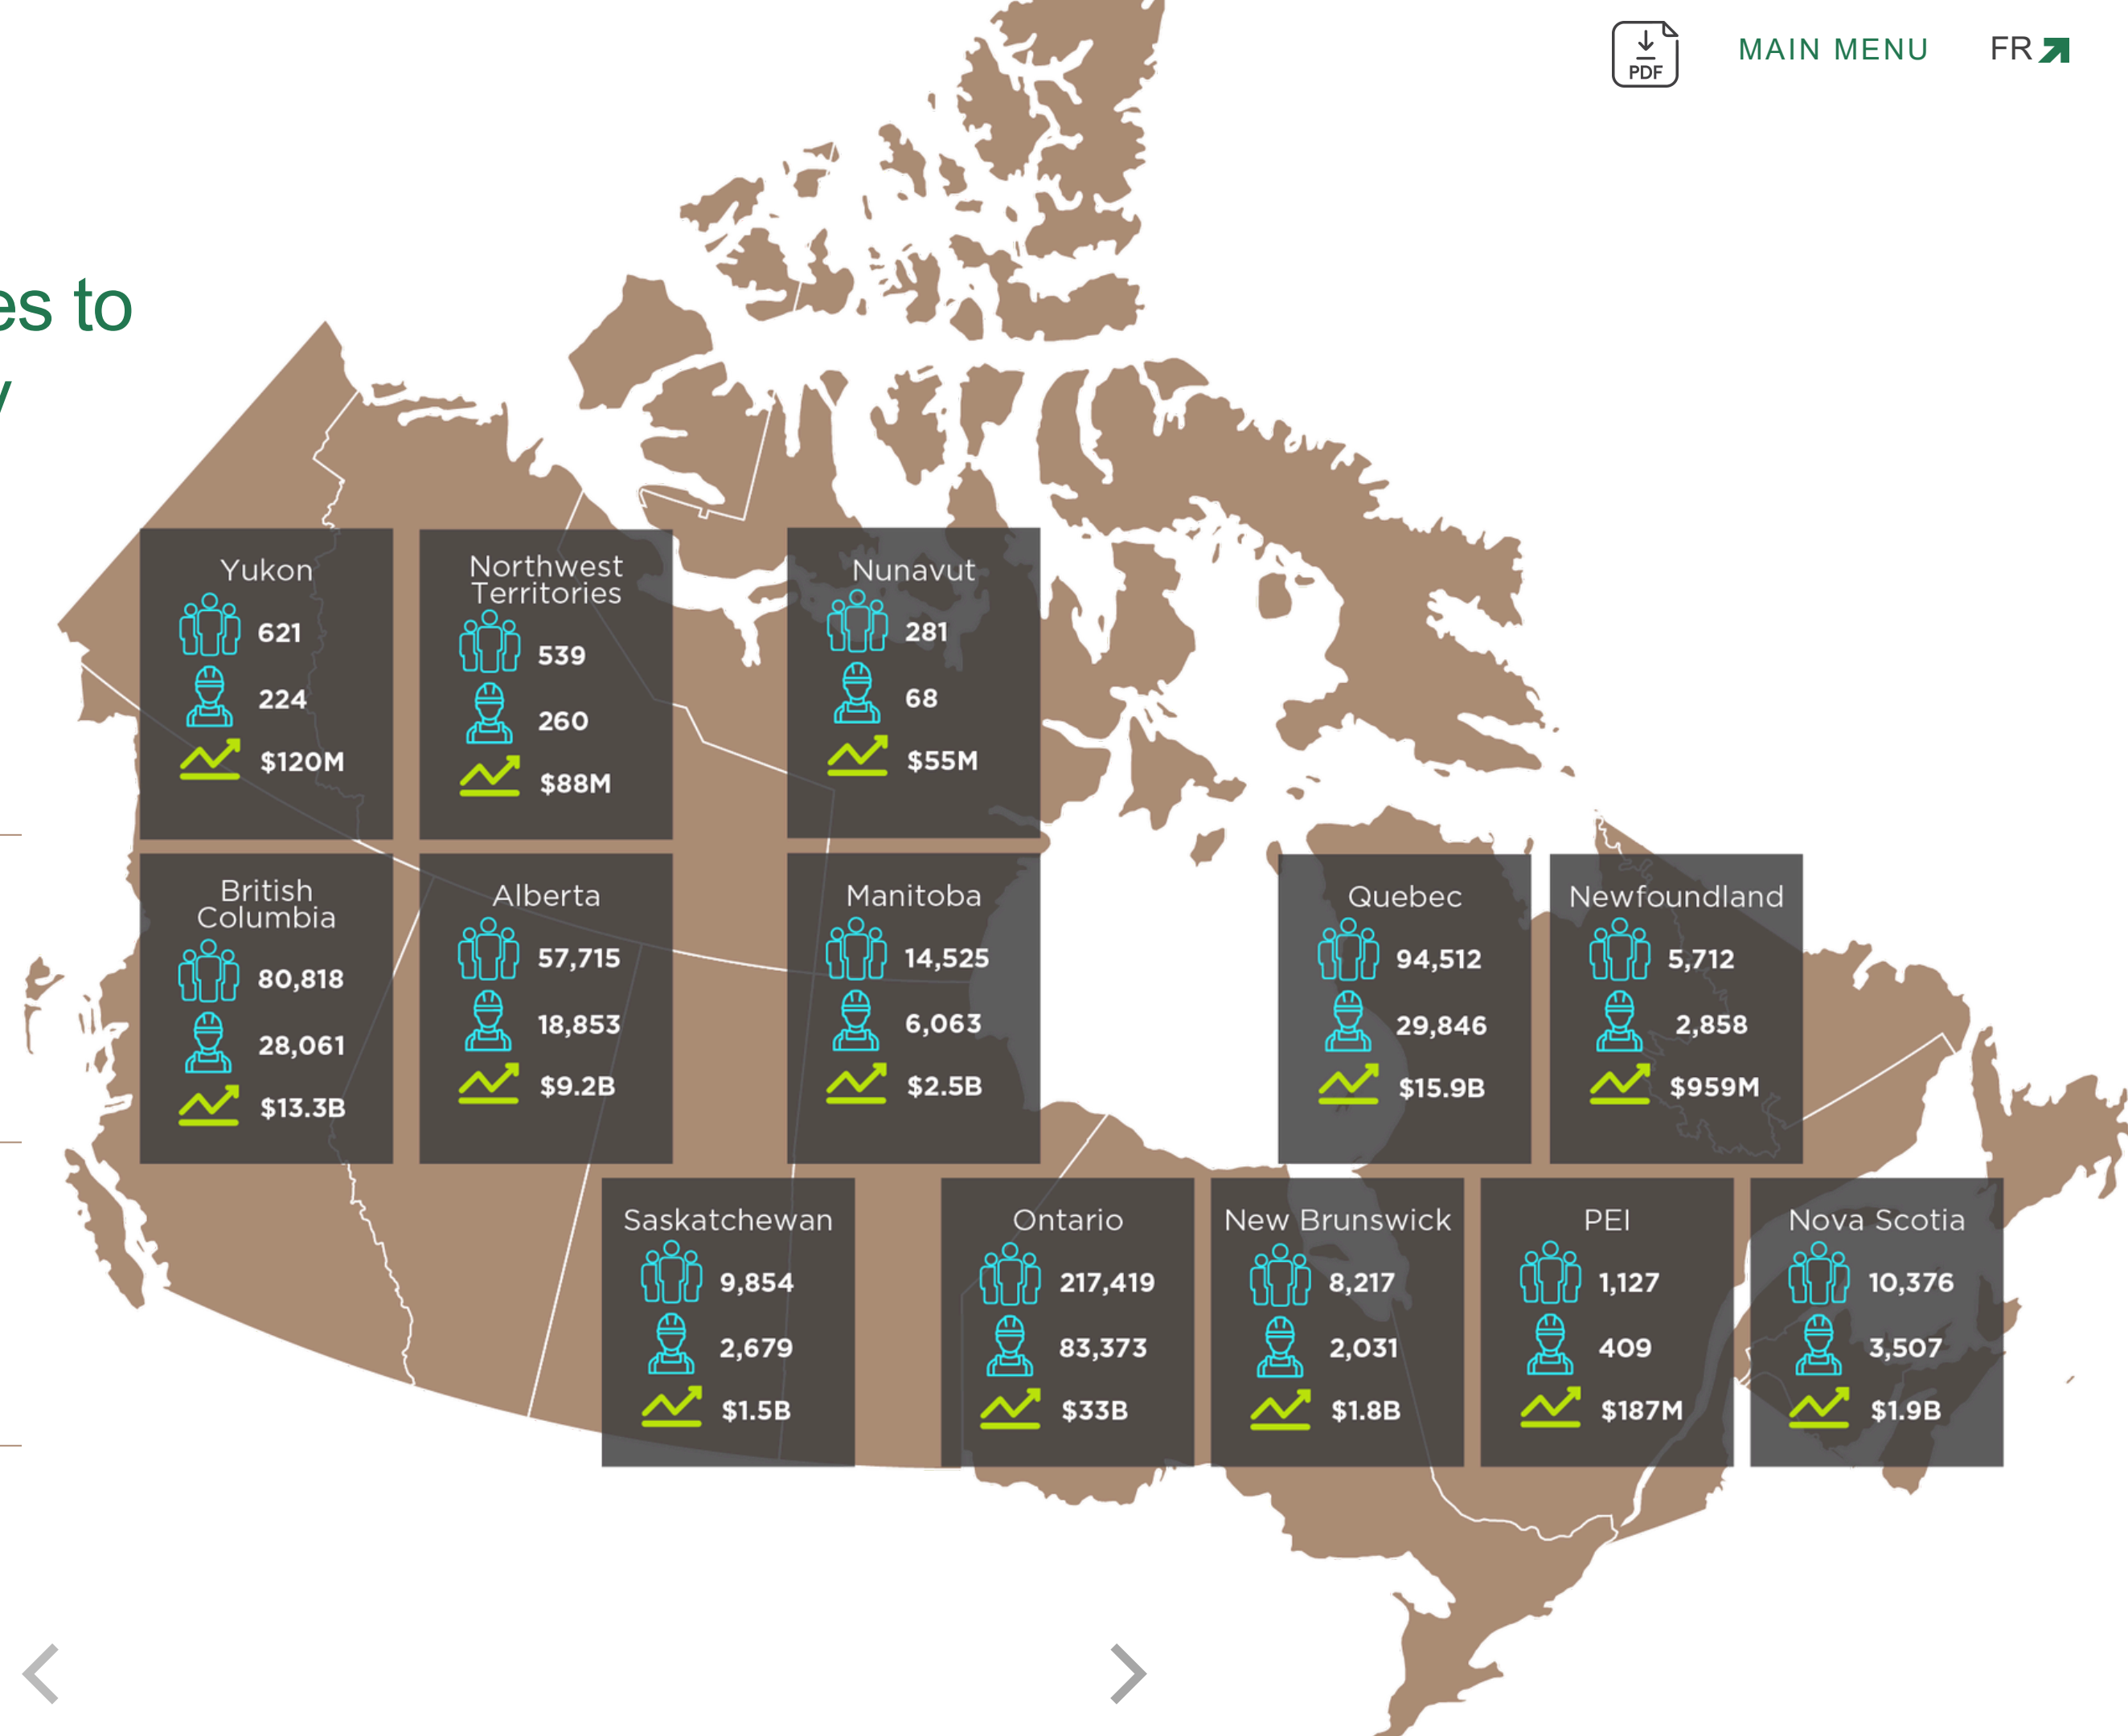 PDF
MAIN MENU
FR
es to
y
Yukon
621
224
$120M
Northwest
Territories
539
260
$88M
Nunavut
281
68
$55M
British
Columbia
80,818
28,061
$13.3B
Alberta
57,715
18,853
$9.2B
Manitoba
14,525
6,063
$2.5B
Quebec
94,512
29,846
$15.9B
Newfoundland
5,712
2,858
$959M
Saskatchewan
9,854
2,679
$1.5B
Ontario
217,419
83,373
$33B
New Brunswick
8,217
2,031
$1.8B
PEI
1,127
409
$187M
Nova Scotia
10,376
3,507
$1.9B